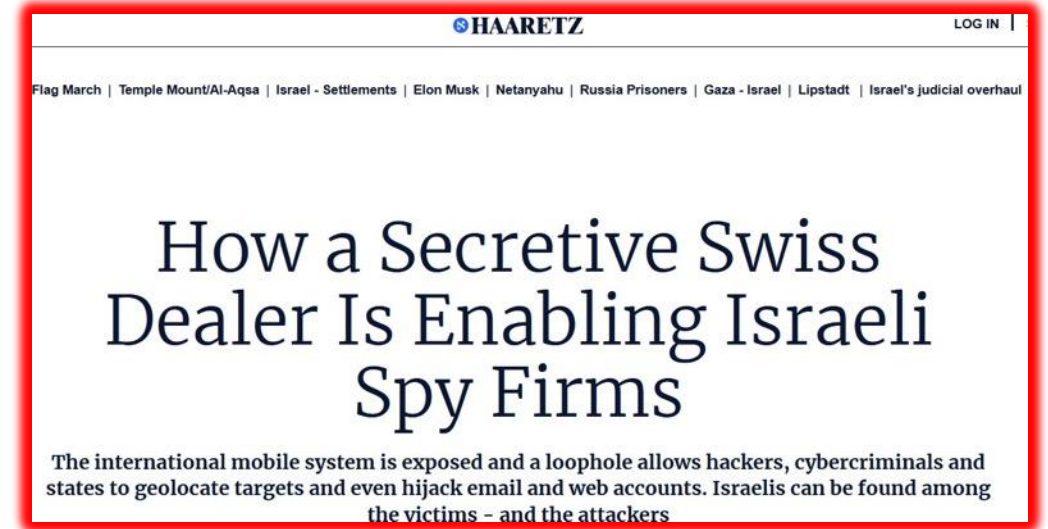 HAARETZ
LOG IN |
Flag March | Temple Mount/Al-Aqsa | Israel - Settlements | Elon Musk | Netanyahu | Russia Prisoners | Gaza - Israel | Lipstadt | Israel's judicial overhaul
How a Secretive Swiss
Dealer Is Enabling Israeli
Spy Firms
The international mobile system is exposed and a loophole allows hackers, cybercriminals and
states to geolocate targets and even hijack email and web accounts. Israelis can be found among
the victims - and the attackers